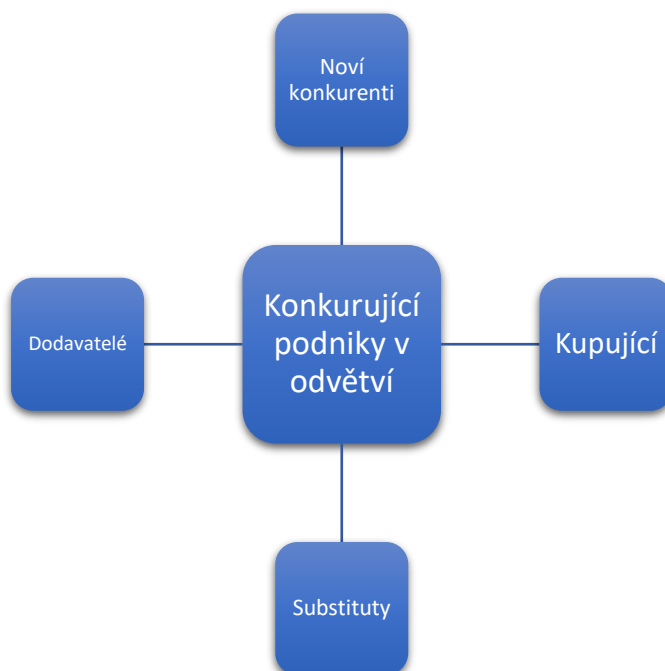 Noví
konkurenti
Konkurující
podniky v
odvětví
Dodavatelé
Kupující
Substituty